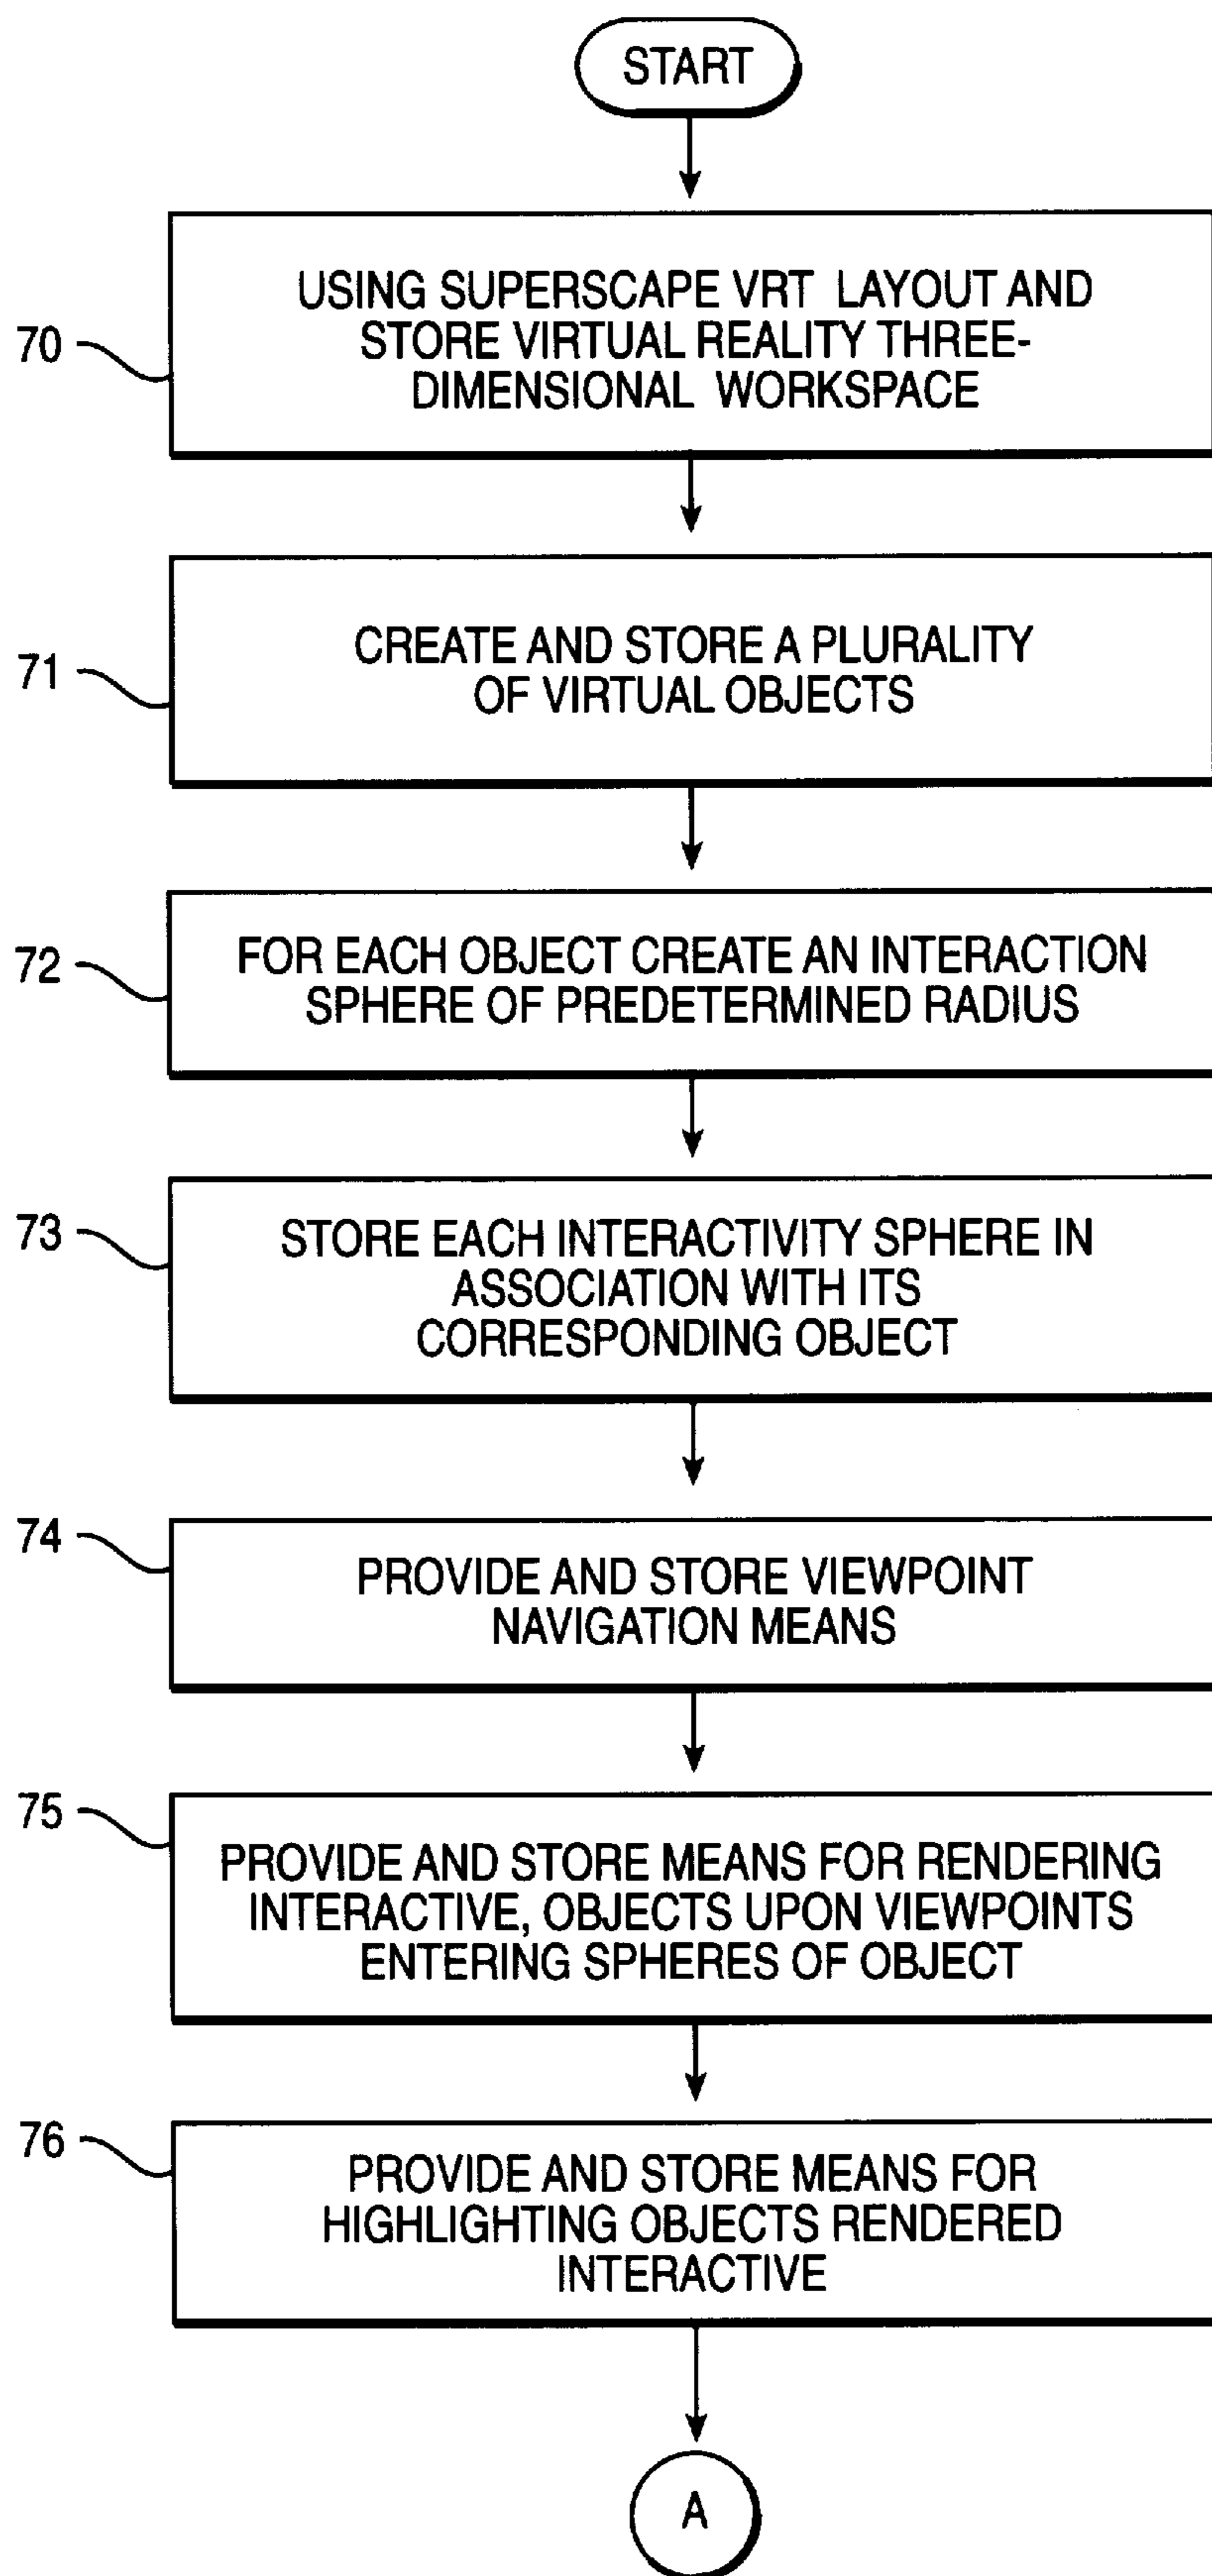 START
70
USING SUPERSCAPE VRT LAYOUT AND
STORE VIRTUAL REALITY THREE-
DIMENSIONAL WORKSPACE
71
CREATE AND STORE A PLURALITY
OF VIRTUAL OBJECTS
72
FOR EACH OBJECT CREATE AN INTERACTION
SPHERE OF PREDETERMINED RADIUS
73
STORE EACH INTERACTIVITY SPHERE IN
ASSOCIATION WITH ITS
CORRESPONDING OBJECT
74
PROVIDE AND STORE VIEWPOINT
NAVIGATION MEANS
75
PROVIDE AND STORE MEANS FOR RENDERING
INTERACTIVE, OBJECTS UPON VIEWPOINTS
ENTERING SPHERES OF OBJECT
76
PROVIDE AND STORE MEANS FOR
HIGHLIGHTING OBJECTS RENDERED
INTERACTIVE
A